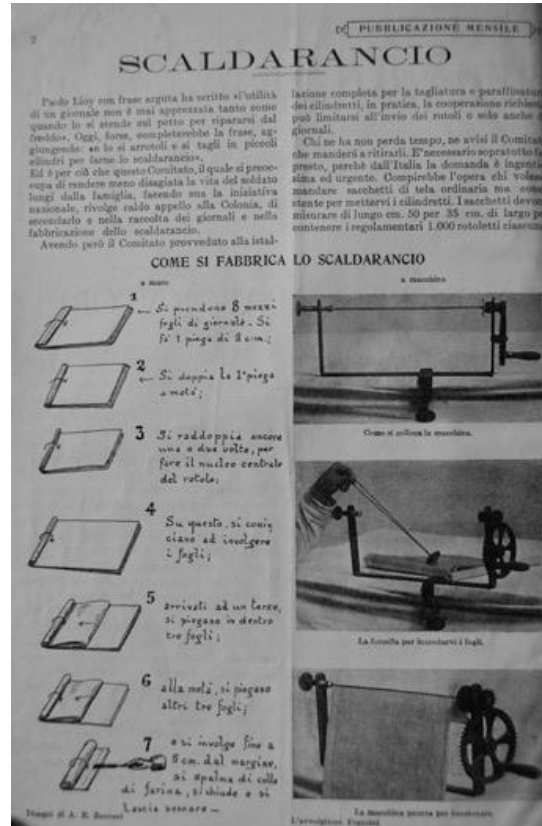 2
PUBBLICAZIONE MENSILE
SCALDARANCIO
Paolo Lioy con frase arguta ha scritto «l'utilità
di un giornale non è mai apprezzata tanto come
quando lo si stende sul petto per ripararsi dal
freddo». Oggi, forse, completerebbe la frase, ag-
giungendo: «e lo si arrotoli e si tagli in piccoli
cilindri per farne lo scaldarancio».
Ed è per ciò che questo Comitato, il quale si preoc-
cupa di rendere meno disagiata la vita del soldato
lungi dalla famiglia, facendo sua la iniziativa
nazionale, rivolge caldo appello alla Colonia, di
secondarlo e nella raccolta dei giornali e nella
fabbricazione dello scaldarancio.
Avendo però il Comitato provveduto alla istal-
lazione completa per la tagliatura e paraffinatura
dei cilindretti, in pratica, la cooperazione richiesta
può limitarsi all'invio dei rotoli o solo anche di
giornali.
Chi ne ha non perda tempo, ne avisi il Comitato
che manderà a ritirarli. E' necessario sopratutto far
presto, perchè dall'Italia la domanda è ingentis-
sima ed urgente. Compirebbe l'opera chi volesse
mandare sacchetti di tela ordinaria ma consi-
stente per mettervi i cilindretti. I sacchetti devono
misurare di lungo cm. 50 per 35 cm. di largo per
contenere i regolamentari 1.000 rotoletti ciascuno
COME SI FABBRICA LO SCALDARANCIO
a mano
1
Si prendono 8 mezzi
fogli di giornale. Si
fà 1 piega di 2 cm.;
2
Si doppia la 1ª piega
a metà;
3
Si raddoppia ancora
una o due volte, per
fare il nucleo centrale
del rotolo;
4
Su questo, si comin
ciano ad involgere
i fogli;
5
arrivati ad un terzo,
si piegano in dentro
tre fogli;
6
alla metà, si piegano
altri tre fogli;
7
e si involge fino a
5 cm. dal margine,
si spalma di colla
di farina, si chiude e si
lascia seccare —
Disegni di A. R.
a macchina
Come si colloca la macchina.
La forcella per introdurvi i fogli.
La macchina pronta per
L'arrotolatore